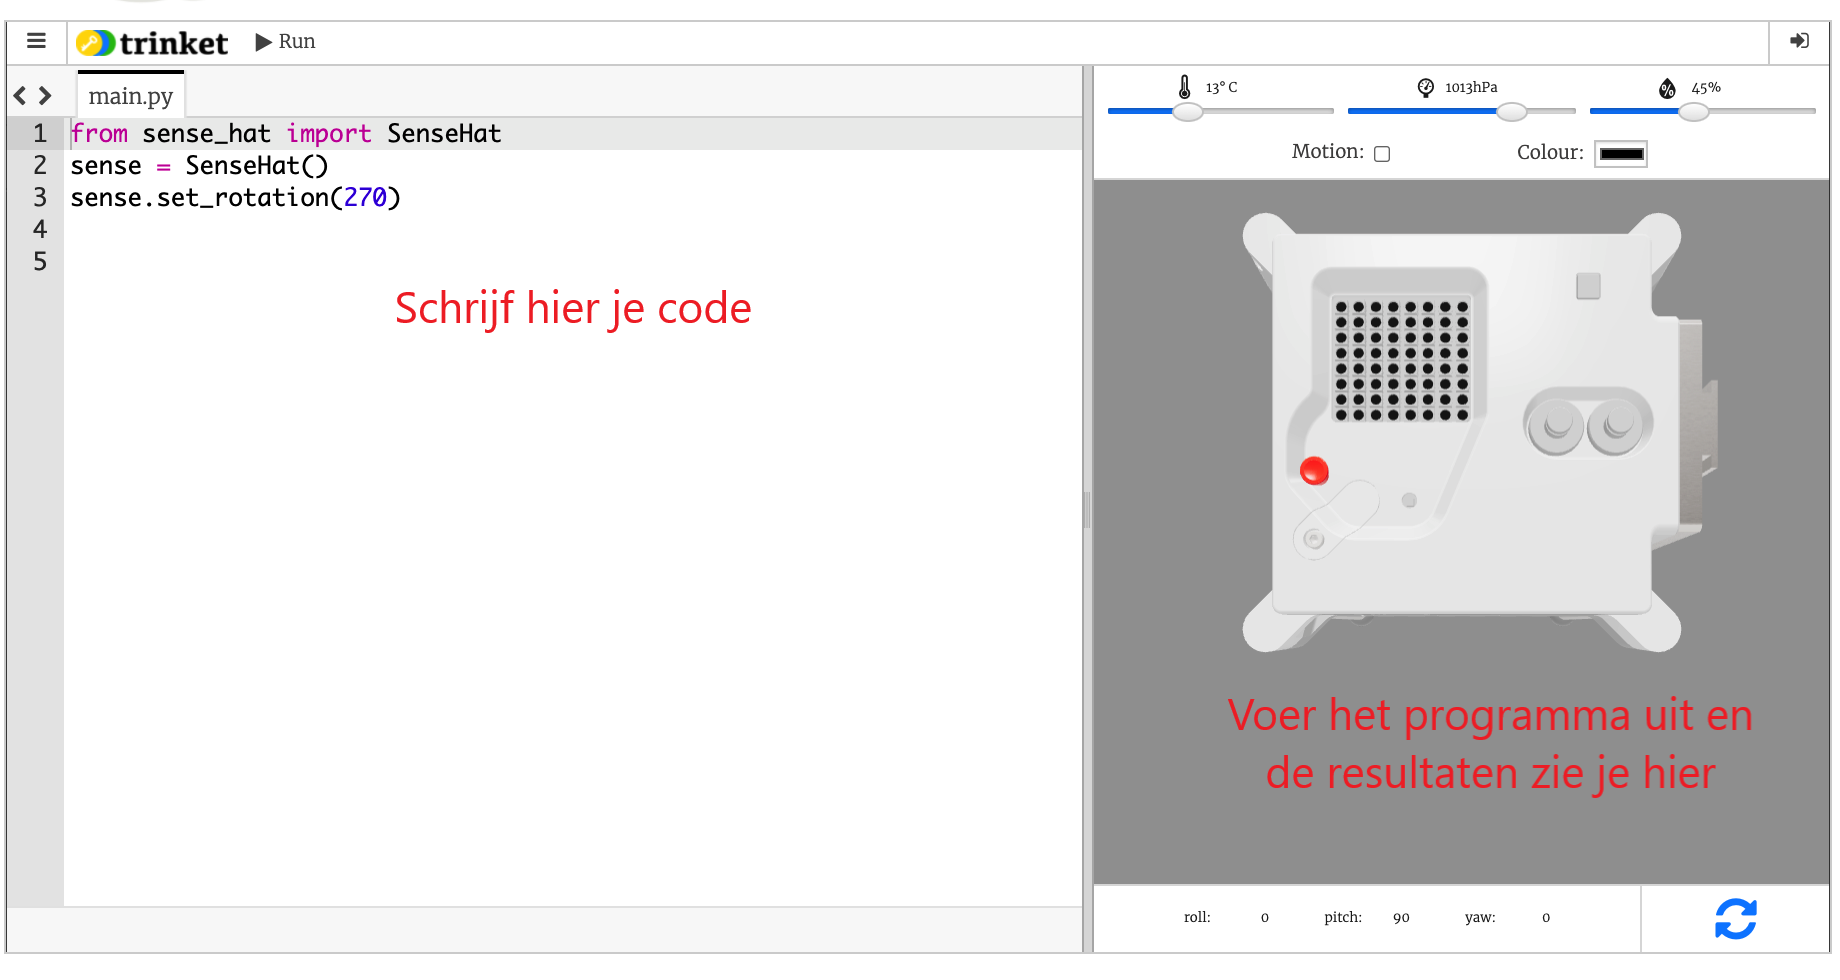 trinket Run
main.py
1 from sense_hat import SenseHat
2 sense = SenseHat()
3 sense.set_rotation(270)
4
5
Schrijf hier je code
13° C 1013hPa 45%
Motion: Colour:
Voer het programma uit en
de resultaten zie je hier
roll: 0 pitch: 90 yaw: 0